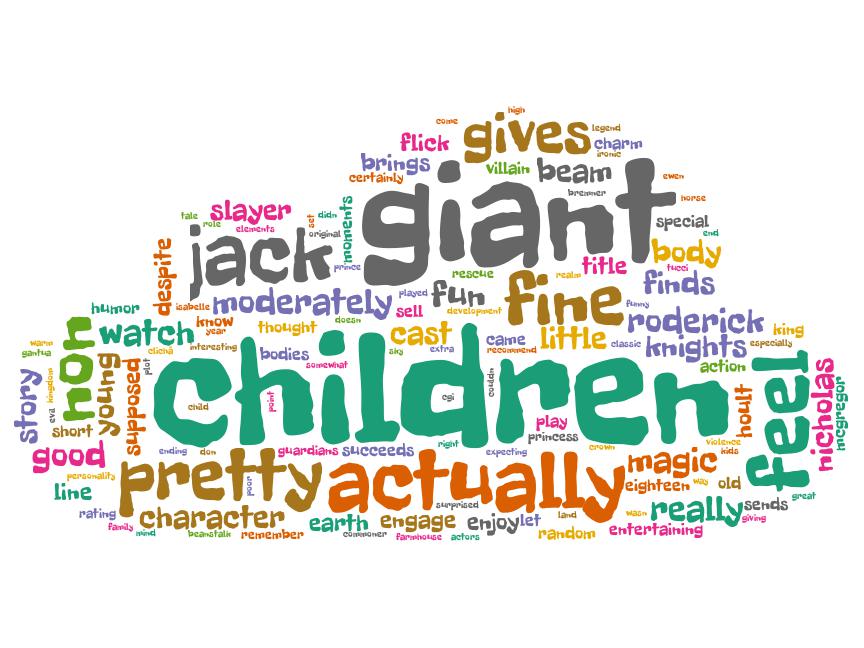 high
come
gives
legend
flick
charm
ironic
brings
villain
beam
certainly
giant
ewen
bremner
horse
slayer
tale
role
elements
set
didn
moments
special
end
original
jack
prince
despite
title
tucci
body
rescue
realm
finds
isabelle
moderately
played
fun
fine
funny
sell
development
roderick
humor
know
year
thought
doesn
cast
came
little
classic
knights
king
especially
non
watch
warm
gantua
clichã
interesting
bodies
somewhat
sky
extra
recommend
action
children
feel
story
kingdom
eva
young
supposed
plot
child
point
cgi
couldn
hoult
nicholas
mcgregor
short
play
princess
violence
kids
crown
good
ending
don
guardians
succeeds
right
expecting
personality
pretty
actually
magic
poor
line
eighteen
way
old
great
rating
character
surprised
really
sends
giving
family
mind
beanstalk
remember
earth
engage
enjoy
let
land
wasn
commoner
farmhouse
actors
random
entertaining